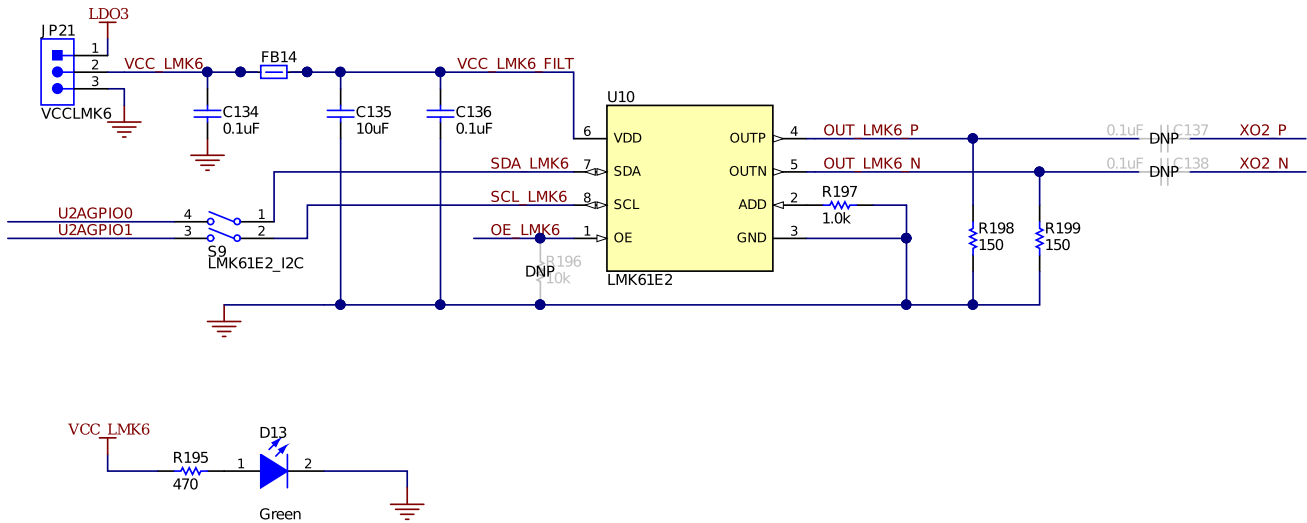 LDO3
JP21
1
2
3
VCC_LMK6
VCCLMK6
FB14
VCC_LMK6_FILT
C134
0.1uF
C135
10uF
C136
0.1uF
U10
6 VDD OUTP 4 OUT_LMK6_P
7 SDA OUTN 5 OUT_LMK6_N
8 SCL ADD 2
1 OE GND 3
LMK61E2
SDA_LMK6
SCL_LMK6
OE_LMK6
U2AGPIO0 4 1
U2AGPIO1 3 2
S9
LMK61E2_I2C
R196
DNP
10k
R197
1.0k
R198
150
R199
150
0.1uF DNP C137 XO2_P
0.1uF DNP C138 XO2_N
VCC_LMK6
R195
470
D13
1 2
Green